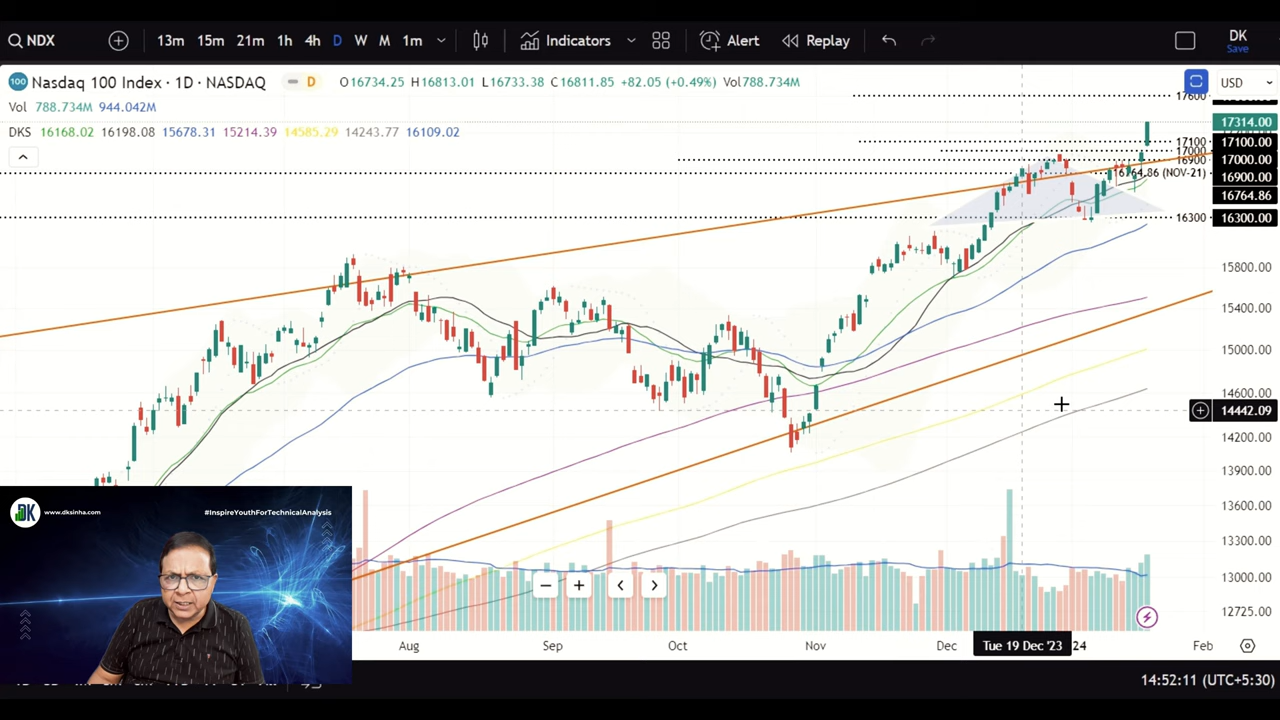 NDX 13m 15m 21m 1h 4h D W M 1m Indicators Alert Replay DK
Save
100 Nasdaq 100 Index · 1D · NASDAQ D O16734.25 H16813.01 L16733.38 C16811.85 +82.05 (+0.49%) Vol788.734M USD
Vol 788.734M 944.042M
DKS 16168.02 16198.08 15678.31 15214.39 14585.29 14243.77 16109.02
17600
17314.00
17100 17100.00
17000 17000.00
16900 16900.00
16764.86 (NOV-21)
16764.86
16300 16300.00
15800.00
15400.00
15000.00
14600.00
14442.09
14200.00
13900.00
13600.00
13300.00
13000.00
12725.00
DK www.dksinha.com #InspireYouthForTechnicalAnalysis
Aug Sep Oct Nov Dec Tue 19 Dec '23 24 Feb
14:52:11 (UTC+5:30)